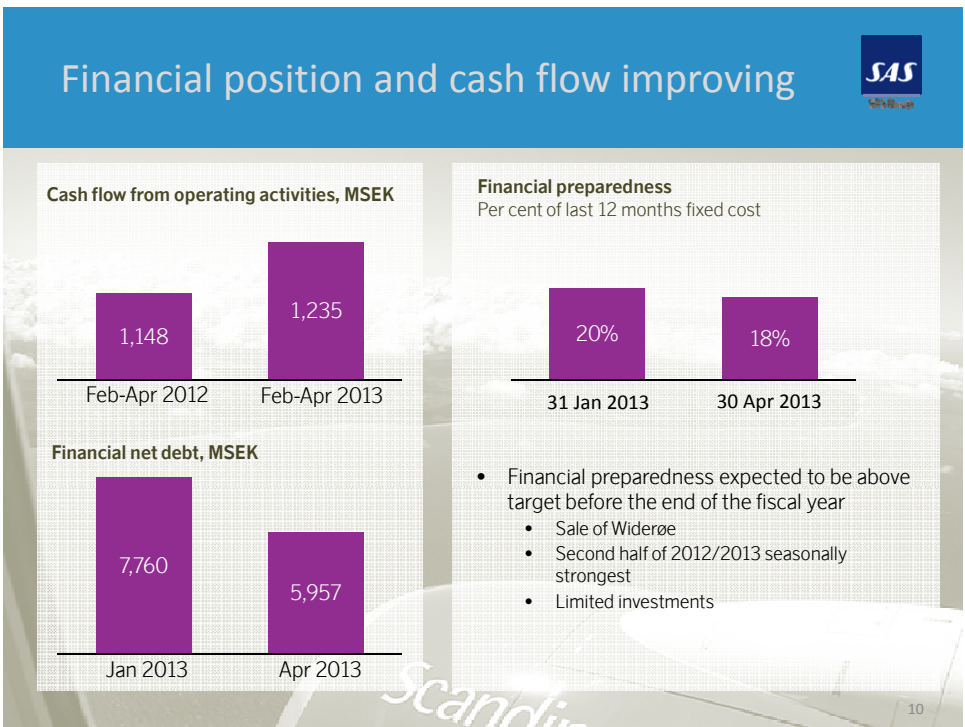 Financial position and cash flow improving
SAS
Cash flow from operating activities, MSEK
1,148
1,235
Feb-Apr 2012
Feb-Apr 2013
Financial net debt, MSEK
7,760
5,957
Jan 2013
Apr 2013
Financial preparedness
Per cent of last 12 months fixed cost
20%
18%
31 Jan 2013
30 Apr 2013
• Financial preparedness expected to be above
target before the end of the fiscal year
• Sale of Widerøe
• Second half of 2012/2013 seasonally
strongest
• Limited investments
Scandin
10